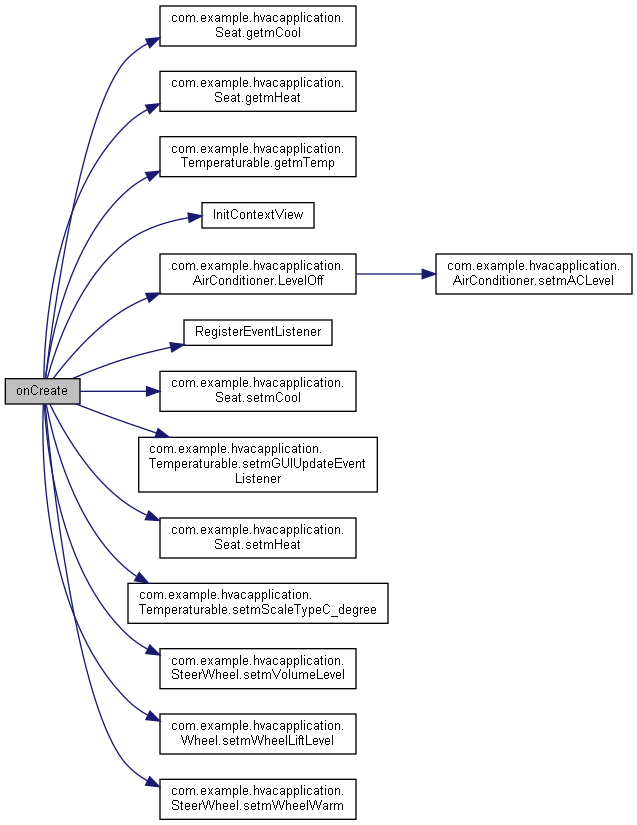 com.example.hvacapplication.
Seat.getmCool
com.example.hvacapplication.
Seat.getmHeat
com.example.hvacapplication.
Temperaturable.getmTemp
InitContextView
com.example.hvacapplication.
AirConditioner.LevelOff
com.example.hvacapplication.
AirConditioner.setmACLevel
RegisterEventListener
onCreate
com.example.hvacapplication.
Seat.setmCool
com.example.hvacapplication.
Temperaturable.setmGUIUpdateEvent
Listener
com.example.hvacapplication.
Seat.setmHeat
com.example.hvacapplication.
Temperaturable.setmScaleTypeC_degree
com.example.hvacapplication.
SteerWheel.setmVolumeLevel
com.example.hvacapplication.
Wheel.setmWheelLiftLevel
com.example.hvacapplication.
SteerWheel.setmWheelWarm